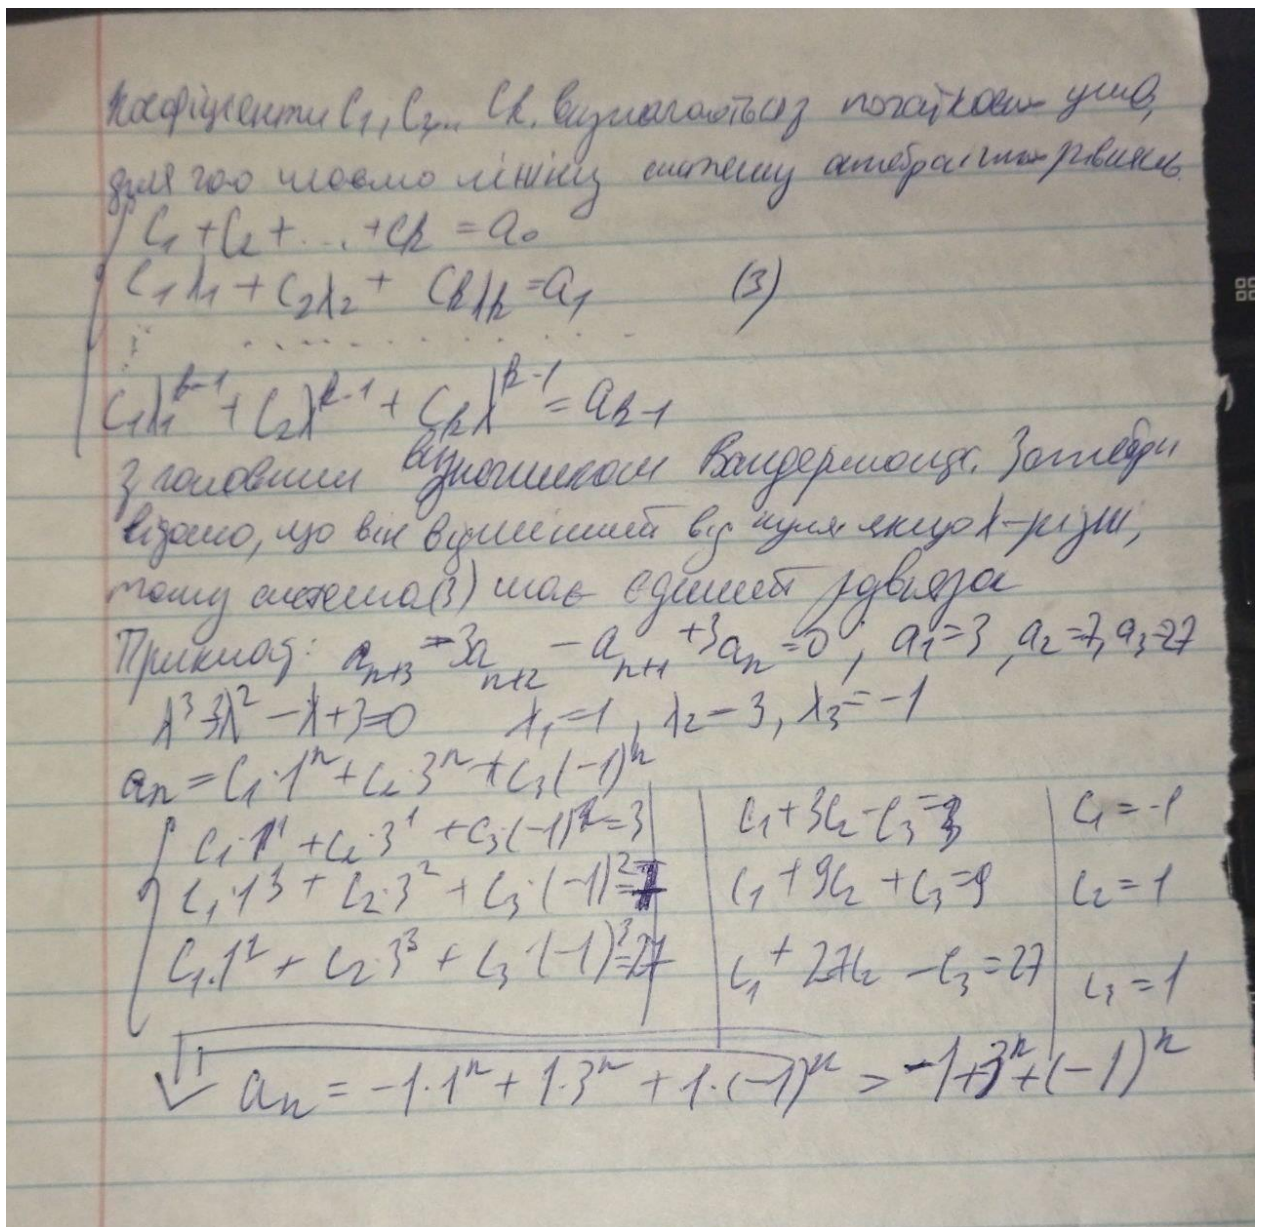 Коефіцієнти C₁, C₂.. Ck. визначаються з початкових умов,
для чого маємо лінійну систему алгебраїчних рівнянь
C₁ + C₂ + ... + Ck = a₀
C₁λ₁ + C₂λ₂ + Ckλk = a₁ (3)
. . . . . . . . . .
C₁λ₁ᵏ⁻¹ + C₂λᵏ⁻¹ + Ckλᵏ⁻¹ = ak-1
З головним визначником Вандермонда. З алгебри
відомо, що він відмінний від нуля якщо λ-різні,
тому система (3) має єдиний розв'язок
Приклад: aₙ₊₃ - 3aₙ₊₂ - aₙ₊₁ + 3aₙ = 0, a₁=3, a₂=7, a₃=27
λ³-3λ² - λ+3=0 λ₁=1, λ₂=3, λ₃=-1
aₙ = C₁·1ⁿ + C₂·3ⁿ + C₃(-1)ⁿ
C₁·1¹ + C₂·3¹ + C₃·(-1)¹=3 C₁+3C₂-C₃=3 C₁=-1
C₁·1³ + C₂·3² + C₃·(-1)²=7 C₁+9C₂+C₃=9 C₂=1
C₁·1² + C₂·3³ + C₃·(-1)³=27 C₁+27C₂-C₃=27 C₃=1
aₙ = -1·1ⁿ + 1·3ⁿ + 1·(-1)ⁿ = -1+3ⁿ+(-1)ⁿ